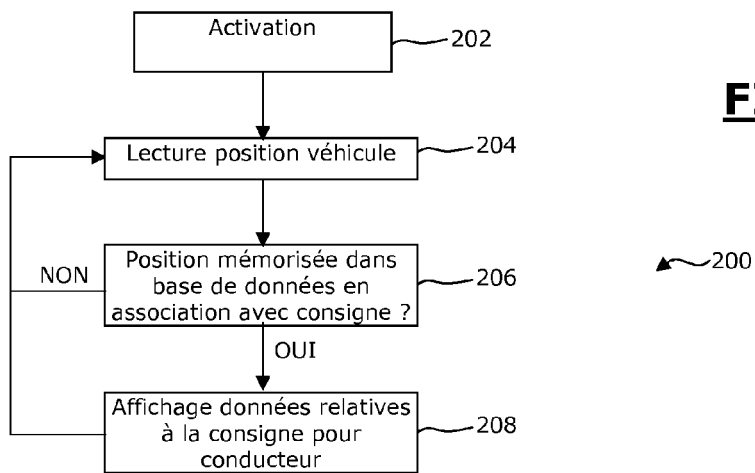 Activation
202
Lecture position véhicule
204
Position mémorisée dans
base de données en
association avec consigne ?
206
NON
200
OUI
Affichage données relatives
à la consigne pour
conducteur
208